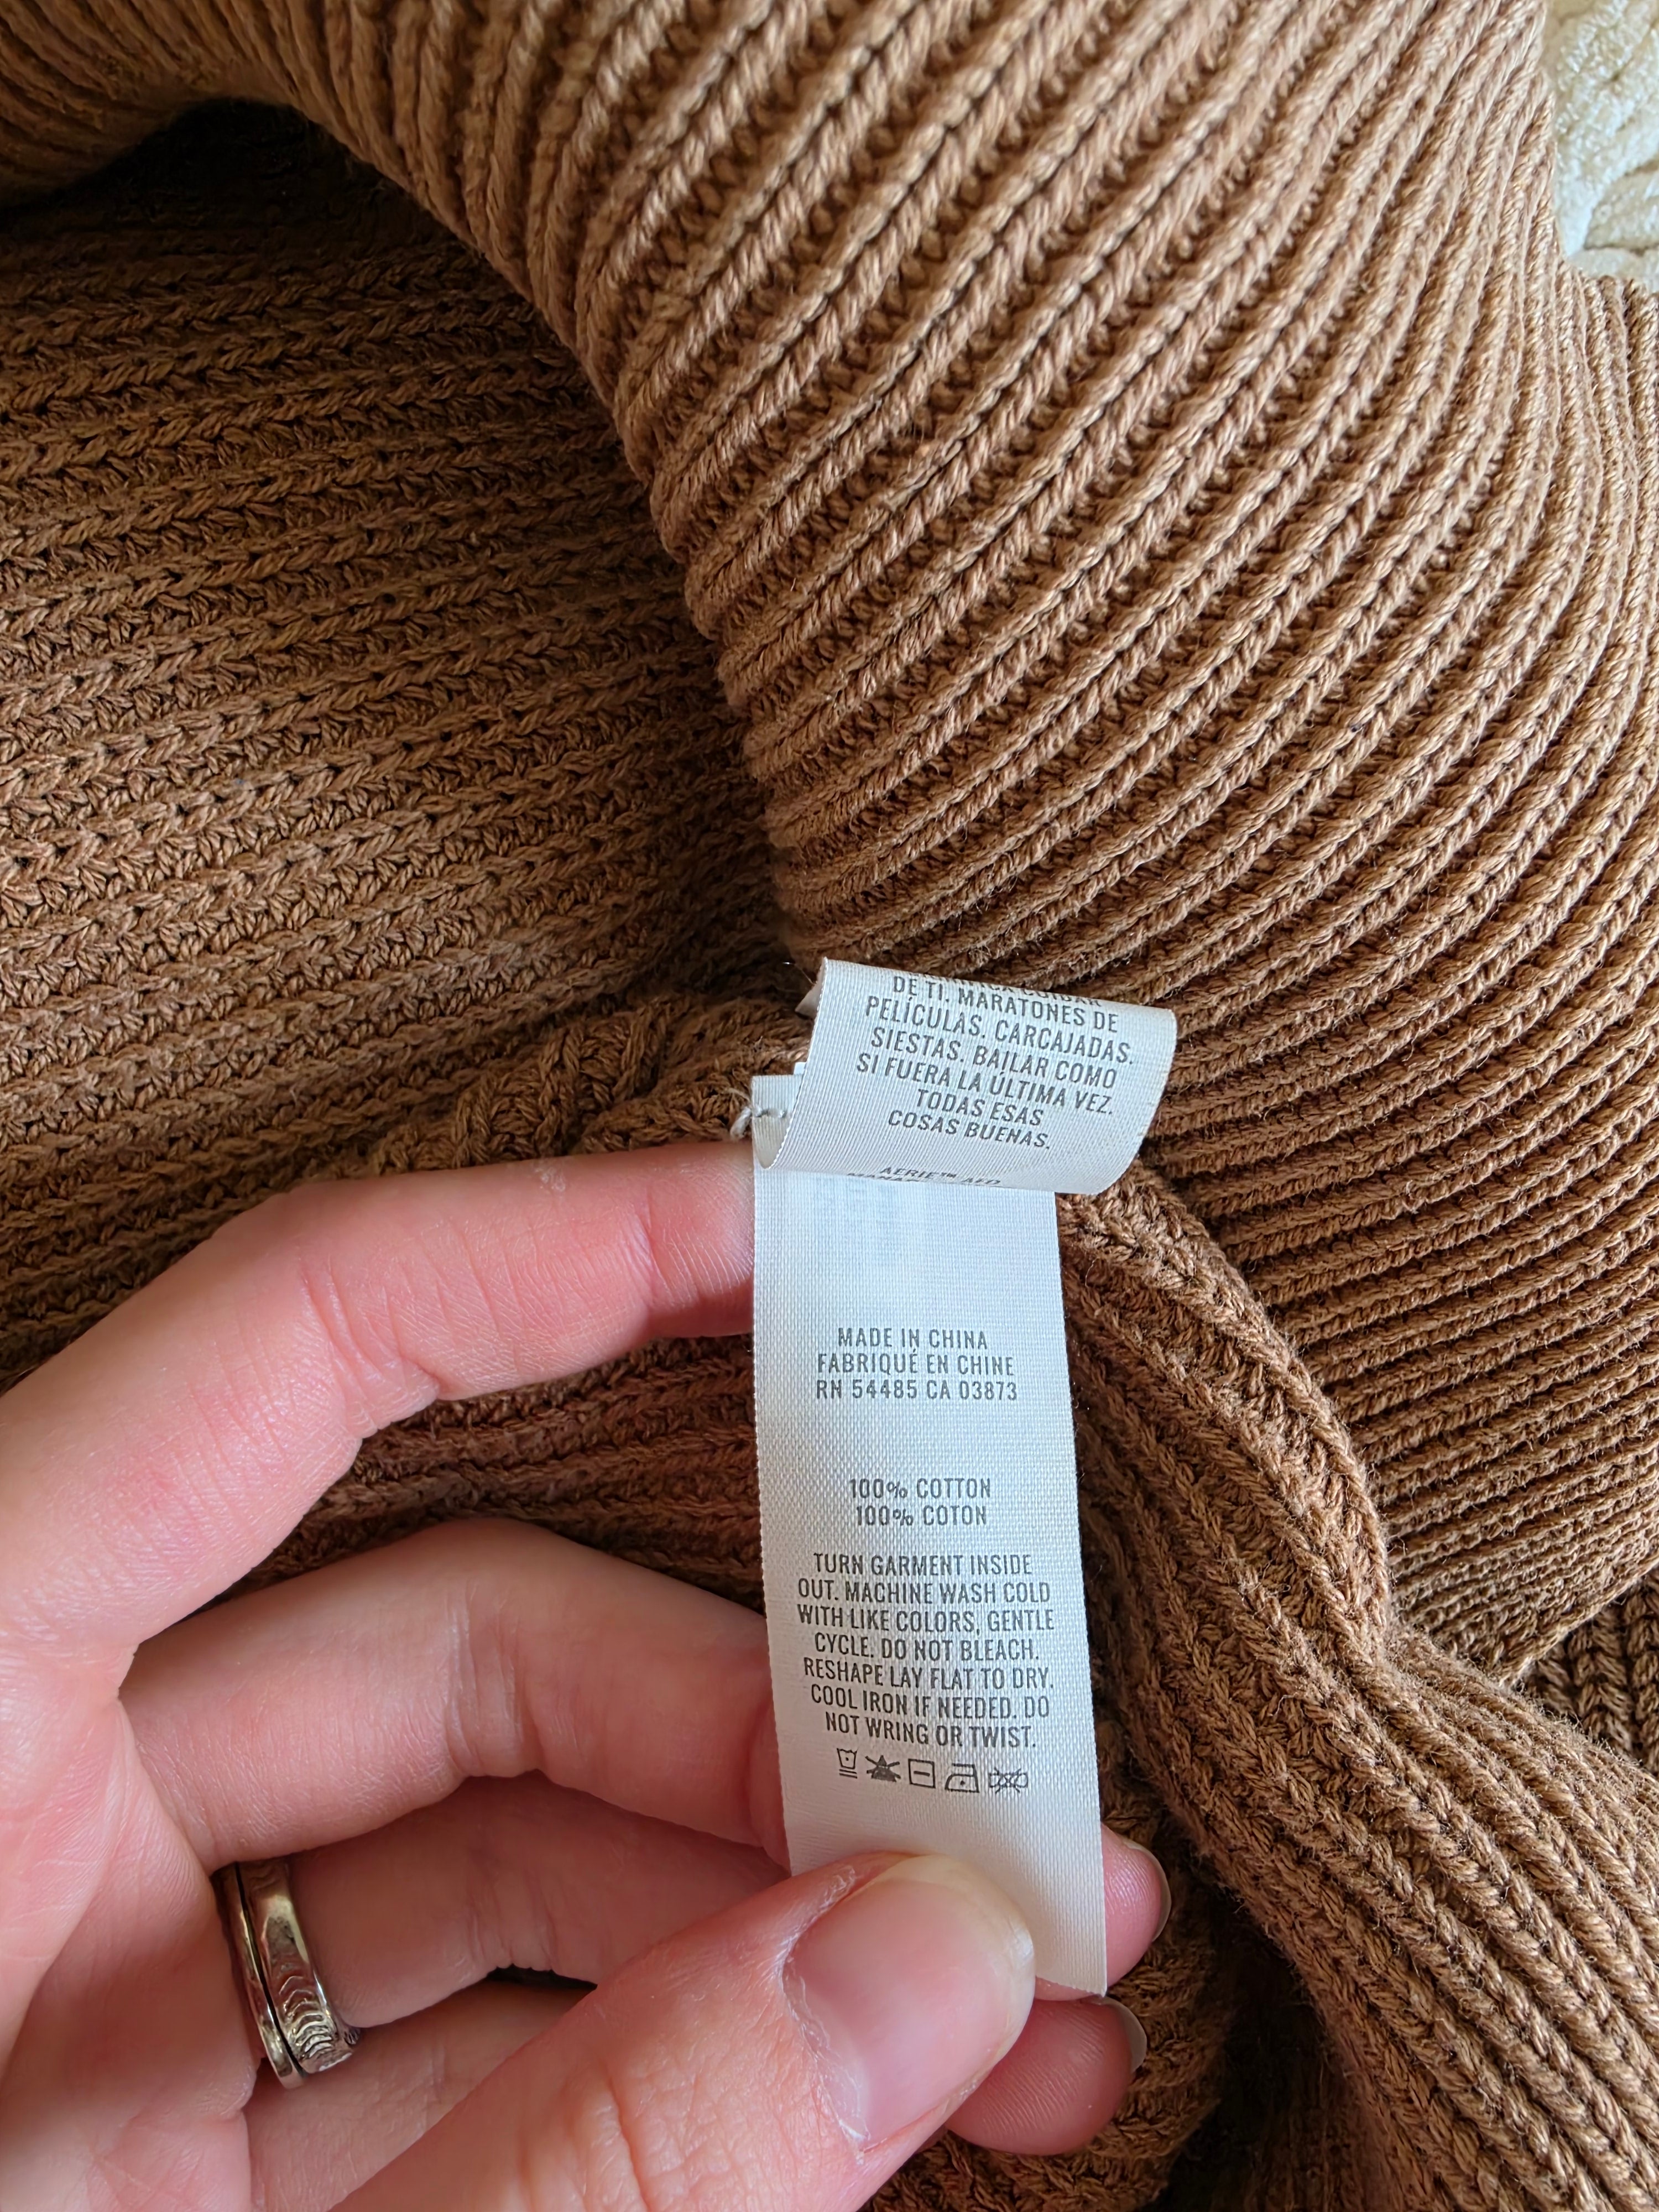 DE TI. MARATONES DE
PELÍCULAS. CARCAJADAS.
SIESTAS. BAILAR COMO
SI FUERA LA ÚLTIMA VEZ.
TODAS ESAS
COSAS BUENAS.
AERIE™ AEO
MADE IN CHINA
FABRIQUÉ EN CHINE
RN 54485 CA 03873
100% COTTON
100% COTON
TURN GARMENT INSIDE
OUT. MACHINE WASH COLD
WITH LIKE COLORS, GENTLE
CYCLE. DO NOT BLEACH.
RESHAPE LAY FLAT TO DRY.
COOL IRON IF NEEDED. DO
NOT WRING OR TWIST.